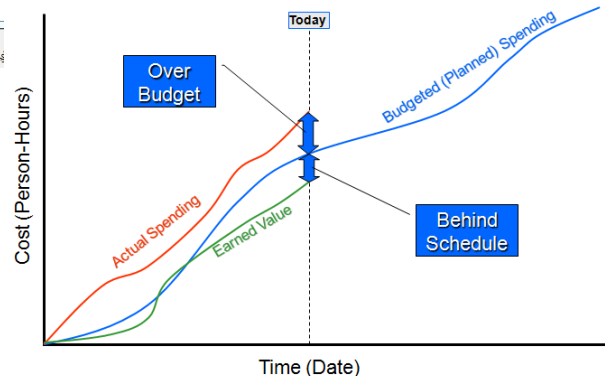 Today
Over
Budget
Budgeted (Planned) Spending
Actual Spending
Earned Value
Behind
Schedule
Cost (Person-Hours)
Time (Date)